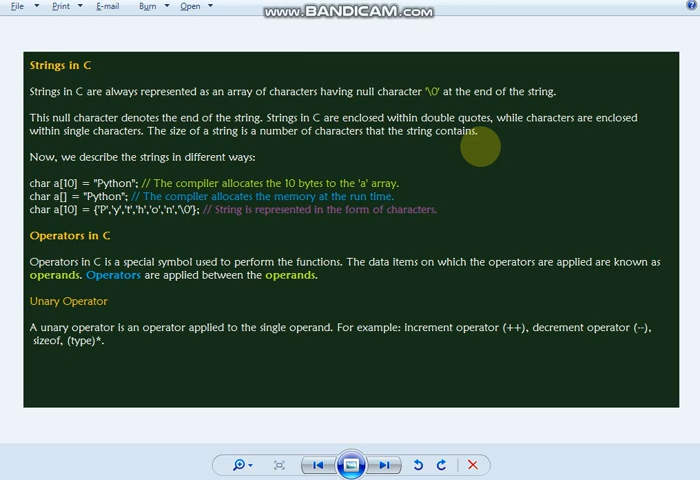 File Print E-mail Burn Open
www.BANDICAM.com
Strings in C
Strings in C are always represented as an array of characters having null character '\0' at the end of the string.
This null character denotes the end of the string. Strings in C are enclosed within double quotes, while characters are enclosed
within single characters. The size of a string is a number of characters that the string contains.
Now, we describe the strings in different ways:
char a[10] = "Python"; // The compiler allocates the 10 bytes to the 'a' array.
char a[] = "Python"; // The compiler allocates the memory at the run time.
char a[10] = {'P','y','t','h','o','n','\0'}; // String is represented in the form of characters.
Operators in C
Operators in C is a special symbol used to perform the functions. The data items on which the operators are applied are known as
operands. Operators are applied between the operands.
Unary Operator
A unary operator is an operator applied to the single operand. For example: increment operator (++), decrement operator (--),
sizeof, (type)*.